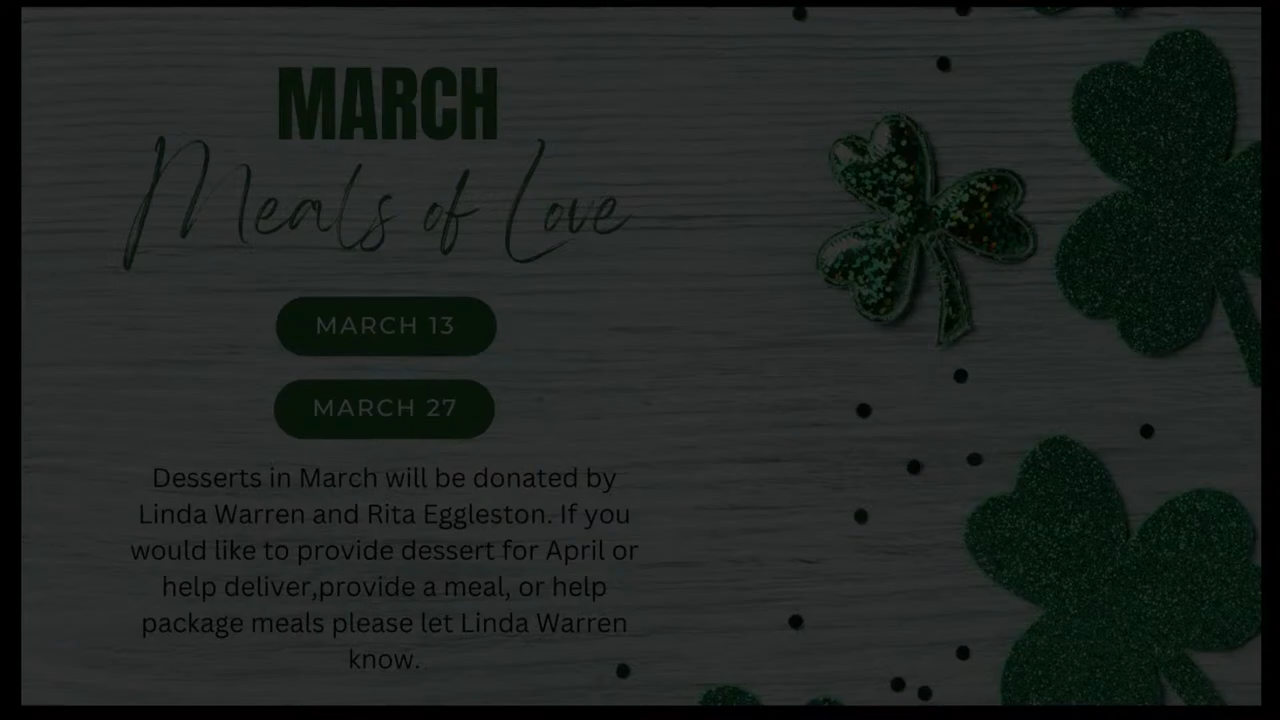 MARCH
Meals of Love
MARCH 13
MARCH 27
Desserts in March will be donated by
Linda Warren and Rita Eggleston. If you
would like to provide dessert for April or
help deliver,provide a meal, or help
package meals please let Linda Warren
know.